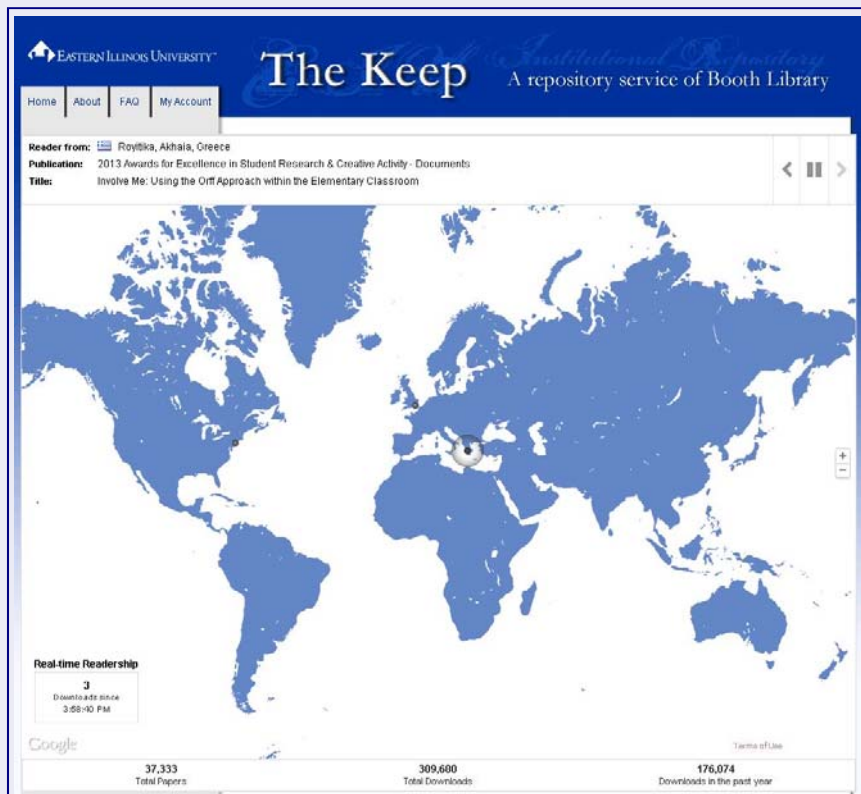 EASTERN ILLINOIS UNIVERSITY™
Institutional Repository
The Keep
A repository service of Booth Library
Home About FAQ My Account
Reader from: Royitika, Akhaia, Greece
Publication: 2013 Awards for Excellence in Student Research & Creative Activity - Documents
Title: Involve Me: Using the Orff Approach within the Elementary Classroom
+
−
Real-time Readership
3
Downloads since
3:58:40 PM
Google
Terms of Use
37,333 309,680 176,074
Total Papers Total Downloads Downloads in the past year